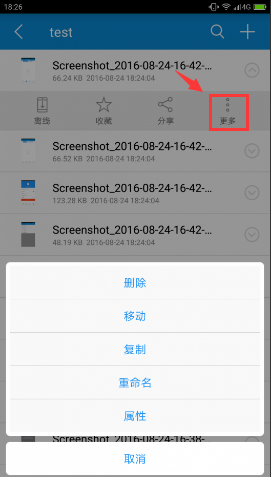 18:26
4G
test
Screenshot_2016-08-24-16-42-...
66.24 KB 2016-08-24 18:24:04
离线 收藏 分享 更多
Screenshot_2016-08-24-16-42-...
66.52 KB 2016-08-24 18:24:04
Screenshot_2016-08-24-16-42-...
123.28 KB 2016-08-24 18:24:04
Screenshot_2016-08-24-16-42-...
48.19 KB 2016-08-24 18:24:04
删除
移动
复制
重命名
属性
Screenshot_2016-08-24-16-38-...
取消